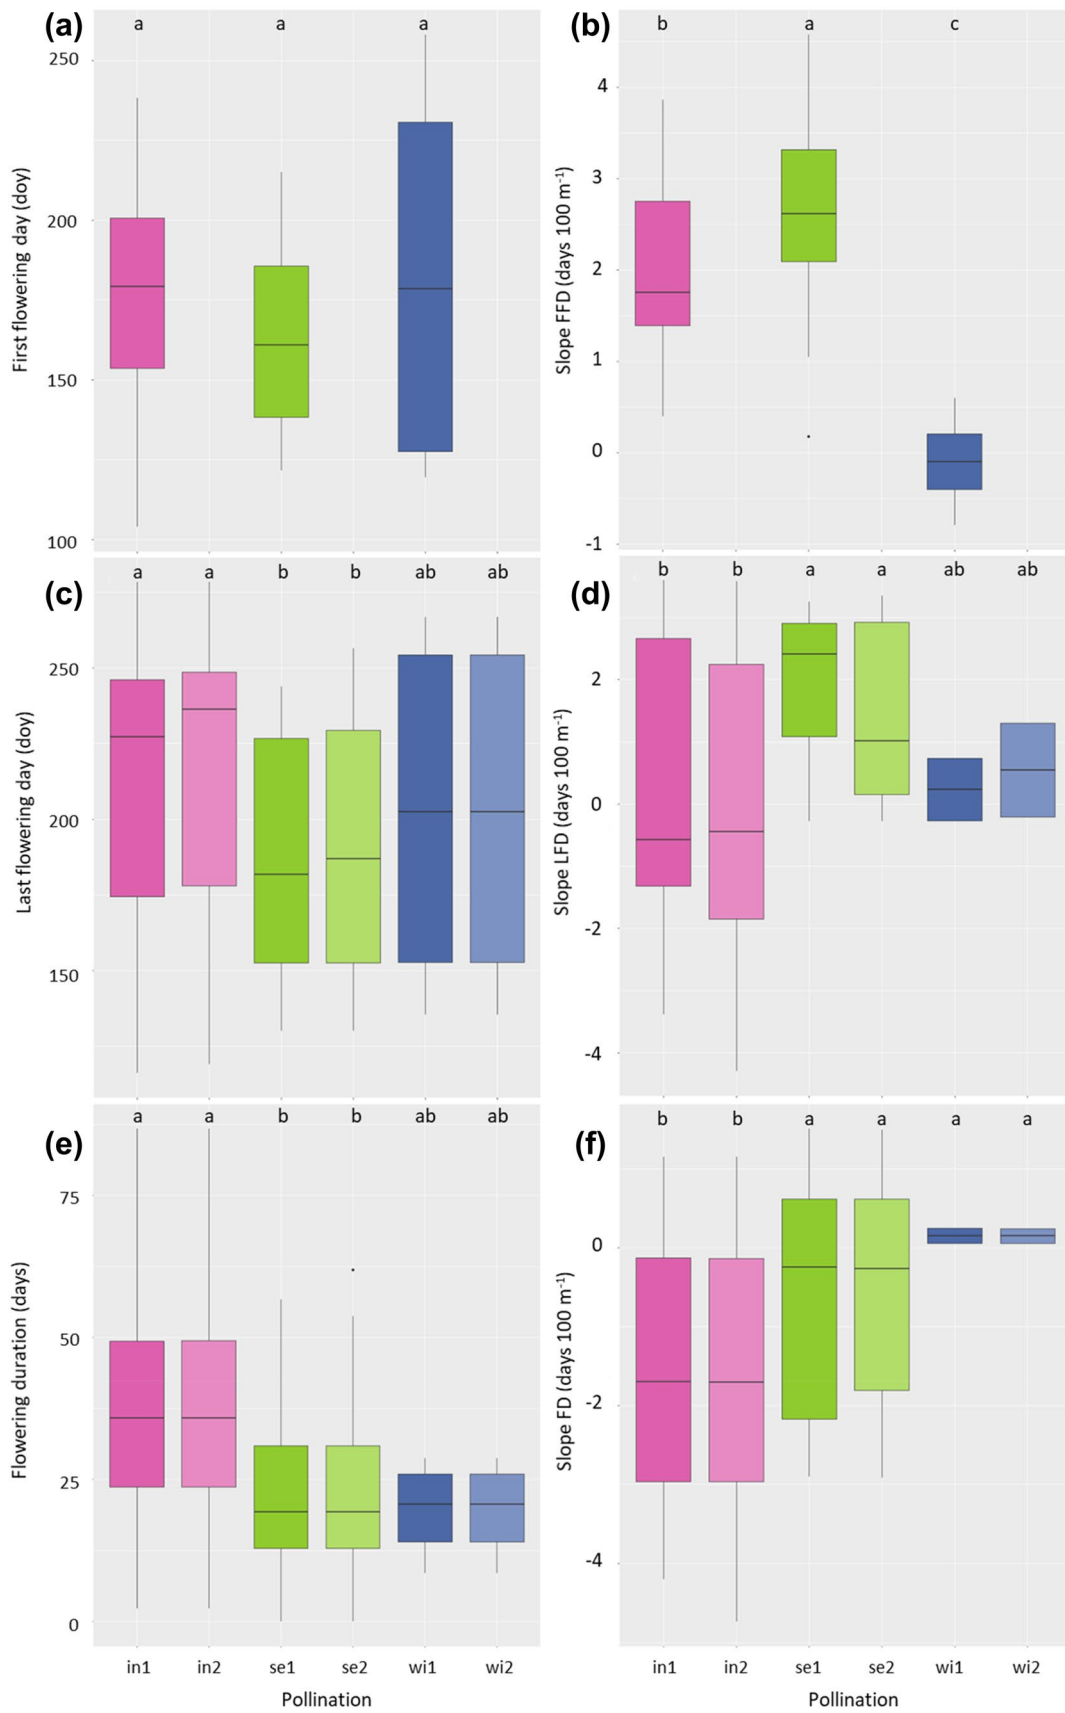 (a)
a a a
First flowering day (doy)
250
200
150
100
(b)
b a c
Slope FFD (days 100 m⁻¹)
4
3
2
1
0
-1
(c)
a a b b ab ab
Last flowering day (doy)
250
200
150
(d)
b b a a ab ab
Slope LFD (days 100 m⁻¹)
2
0
-2
-4
(e)
a a b b ab ab
Flowering duration (days)
75
50
25
0
in1 in2 se1 se2 wi1 wi2
Pollination
(f)
b b a a a a
Slope FD (days 100 m⁻¹)
0
-2
-4
in1 in2 se1 se2 wi1 wi2
Pollination